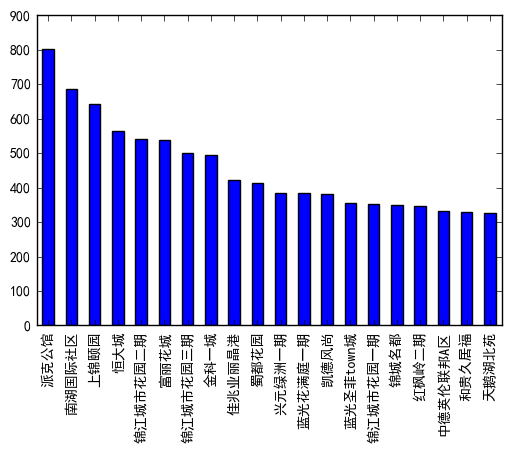 900
800
700
600
500
400
300
200
100
0
派克公馆
南湖国际社区
上锦颐园
恒大城
锦江城市花园二期
富丽花城
锦江城市花园三期
金科一城
佳兆业丽晶港
蜀都花园
兴元绿洲一期
蓝光花满庭一期
凯德风尚
蓝光圣菲town城
锦江城市花园一期
锦城名都
红枫岭二期
中德英伦联邦A区
和贵久居福
天鹅湖北苑